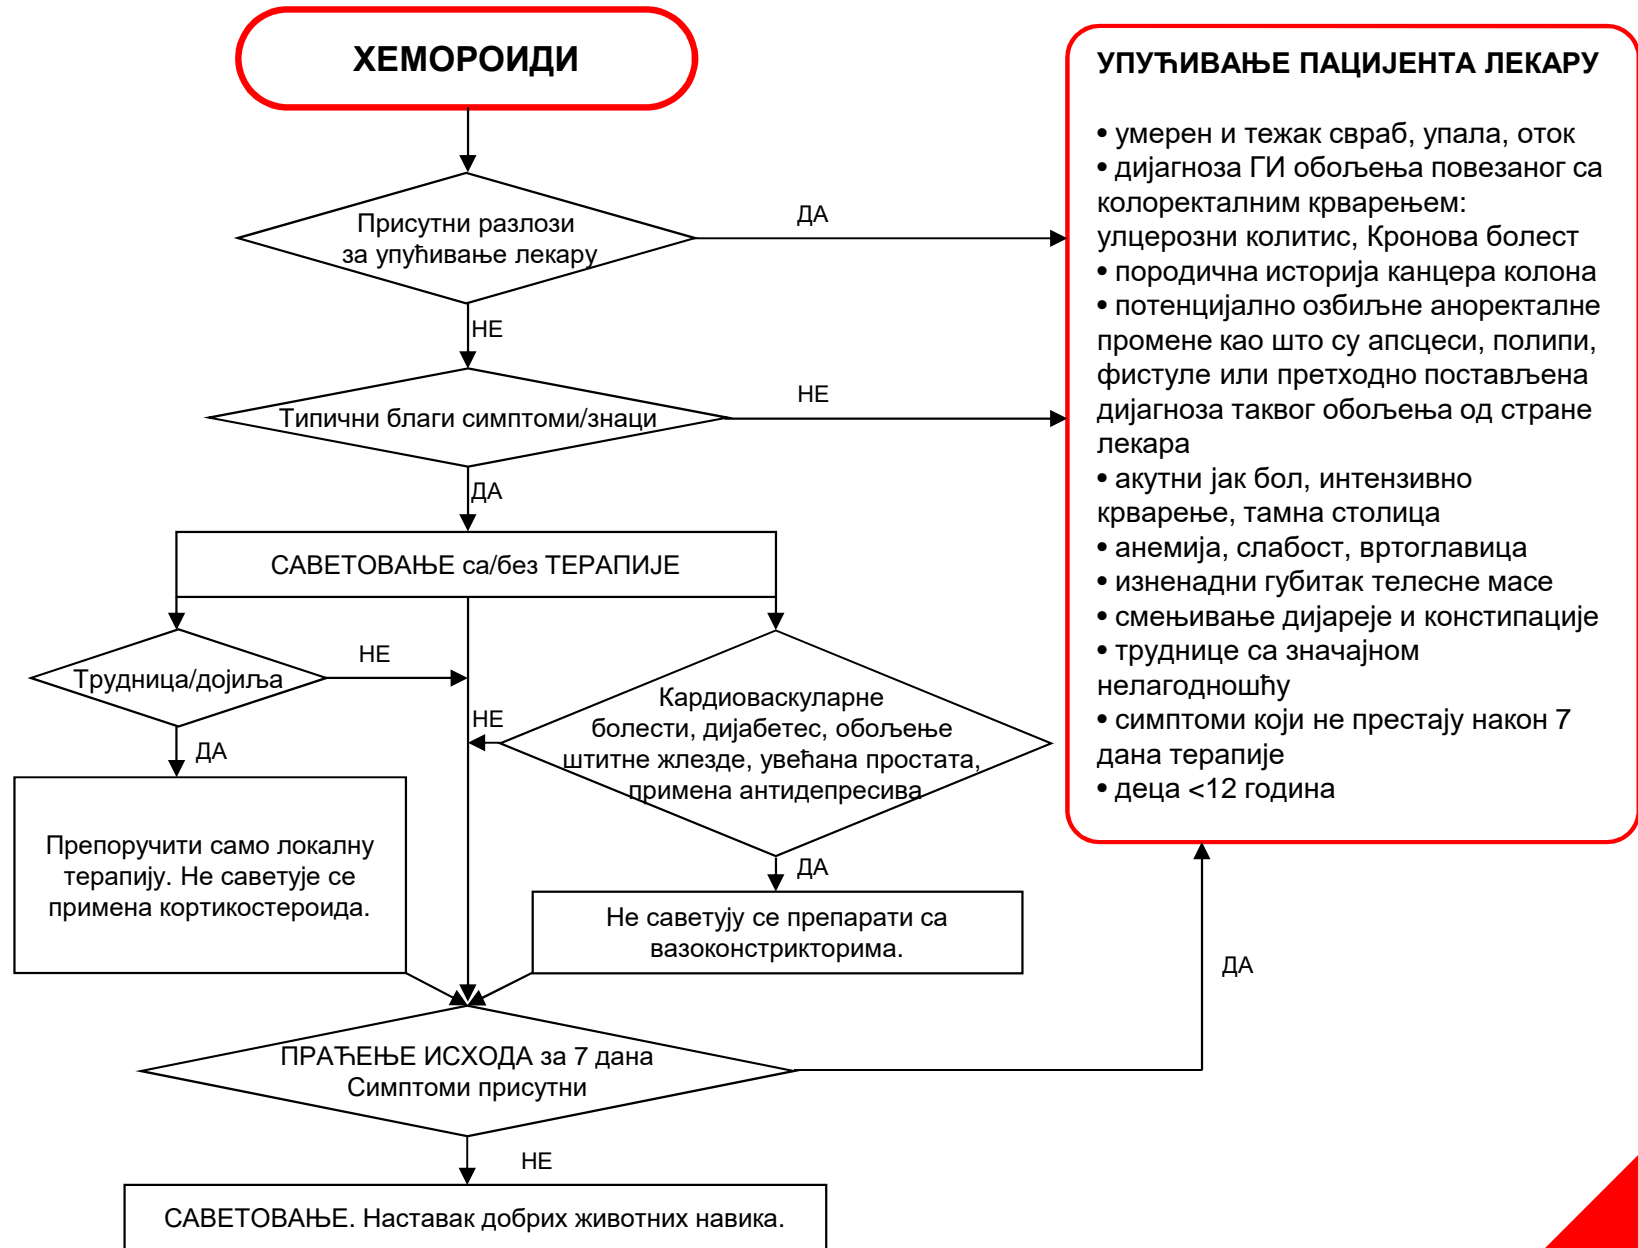 ХЕМОРОИДИ
Присутни разлози
за упућивање лекару
ДА
НЕ
Типични благи симптоми/знаци
НЕ
ДА
САВЕТОВАЊЕ са/без ТЕРАПИЈЕ
Трудница/дојиља
НЕ
ДА
Кардиоваскуларне
болести, дијабетес, обољење
штитне жлезде, увећана простата,
примена антидепресива
НЕ
ДА
Препоручити само локалну
терапију. Не саветује се
примена кортикостероида.
Не саветују се препарати са
вазоконстрикторима.
ПРАЋЕЊЕ ИСХОДА за 7 дана
Симптоми присутни
ДА
НЕ
САВЕТОВАЊЕ. Наставак добрих животних навика.
УПУЋИВАЊЕ ПАЦИЈЕНТА ЛЕКАРУ
• умерен и тежак свраб, упала, оток
• дијагноза ГИ обољења повезаног са
колоректалним крварењем:
улцерозни колитис, Кронова болест
• породична историја канцера колона
• потенцијално озбиљне аноректалне
промене као што су апсцеси, полипи,
фистуле или претходно постављена
дијагноза таквог обољења од стране
лекара
• акутни јак бол, интензивно
крварење, тамна столица
• анемија, слабост, вртоглавица
• изненадни губитак телесне масе
• смењивање дијареје и констипације
• труднице са значајном
нелагодношћу
• симптоми који не престају након 7
дана терапије
• деца <12 година